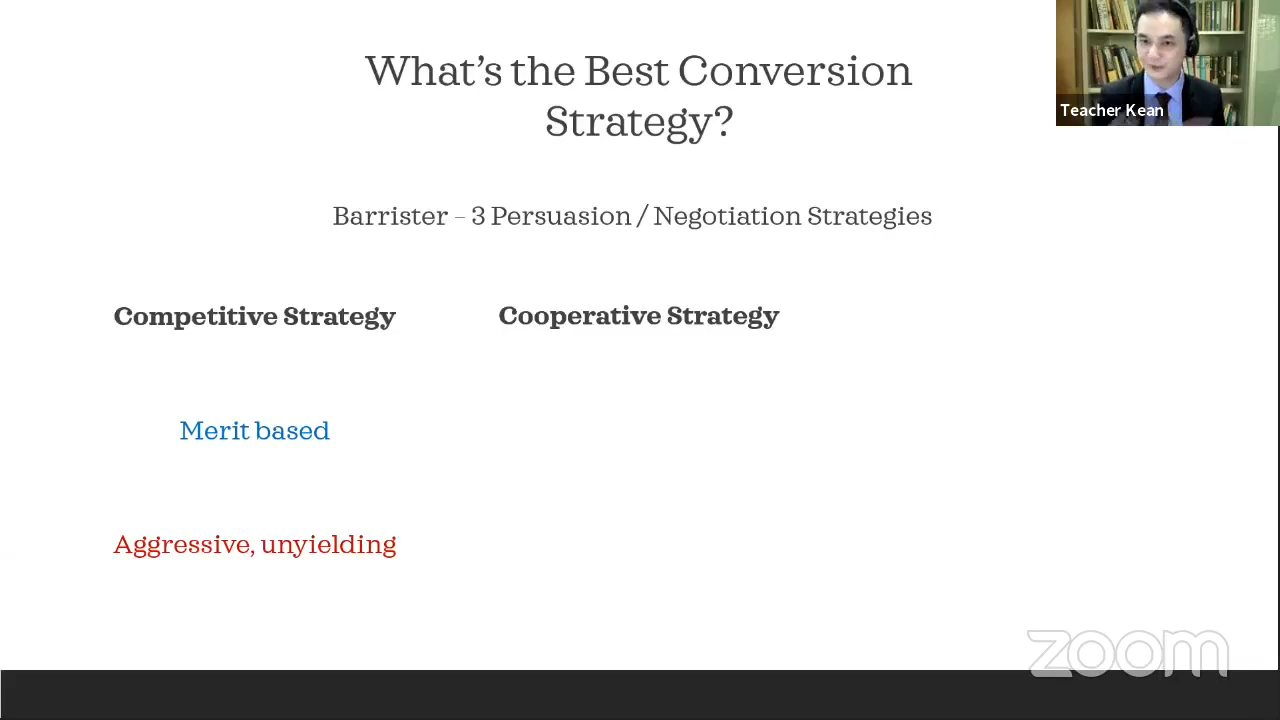 What's the Best Conversion
Strategy?
Teacher Kean
Barrister – 3 Persuasion / Negotiation Strategies
Competitive Strategy
Cooperative Strategy
Merit based
Aggressive, unyielding
zoom